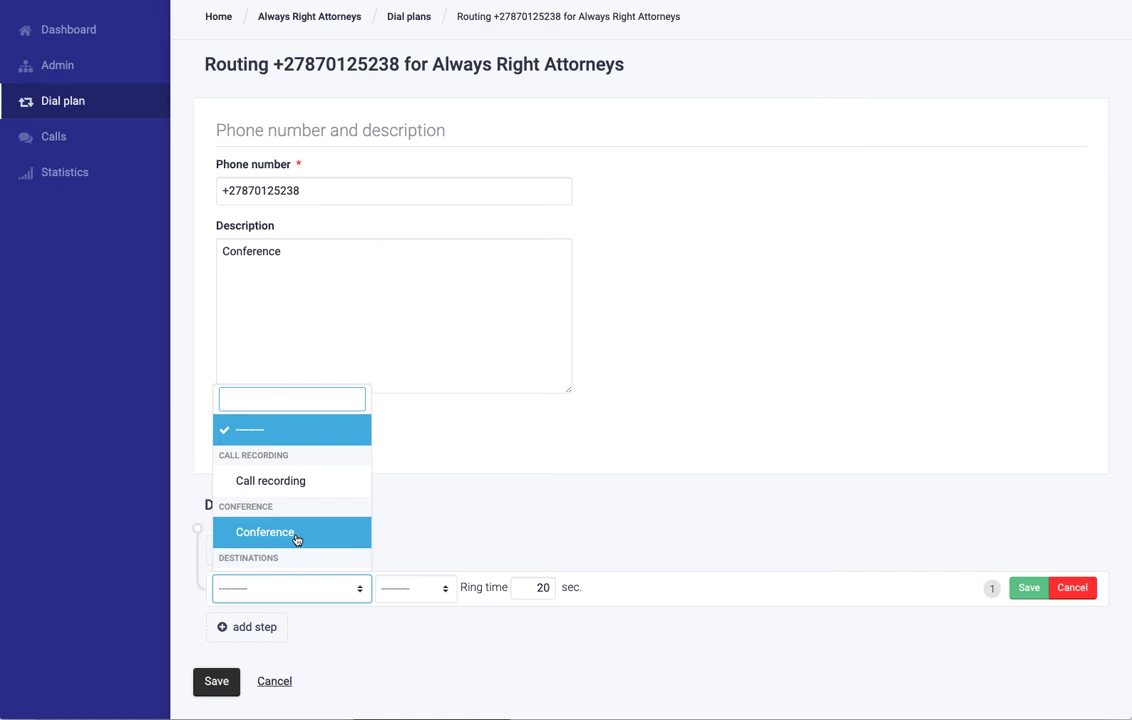 Dashboard
Admin
Dial plan
Calls
Statistics
Home
Always Right Attorneys
Dial plans
Routing +27870125238 for Always Right Attorneys
Routing +27870125238 for Always Right Attorneys
Phone number and description
Phone number *
+27870125238
Description
Conference
---------
CALL RECORDING
Call recording
CONFERENCE
Conference
DESTINATIONS
---------
---------
Ring time
20
sec.
1
Save
Cancel
add step
Save
Cancel